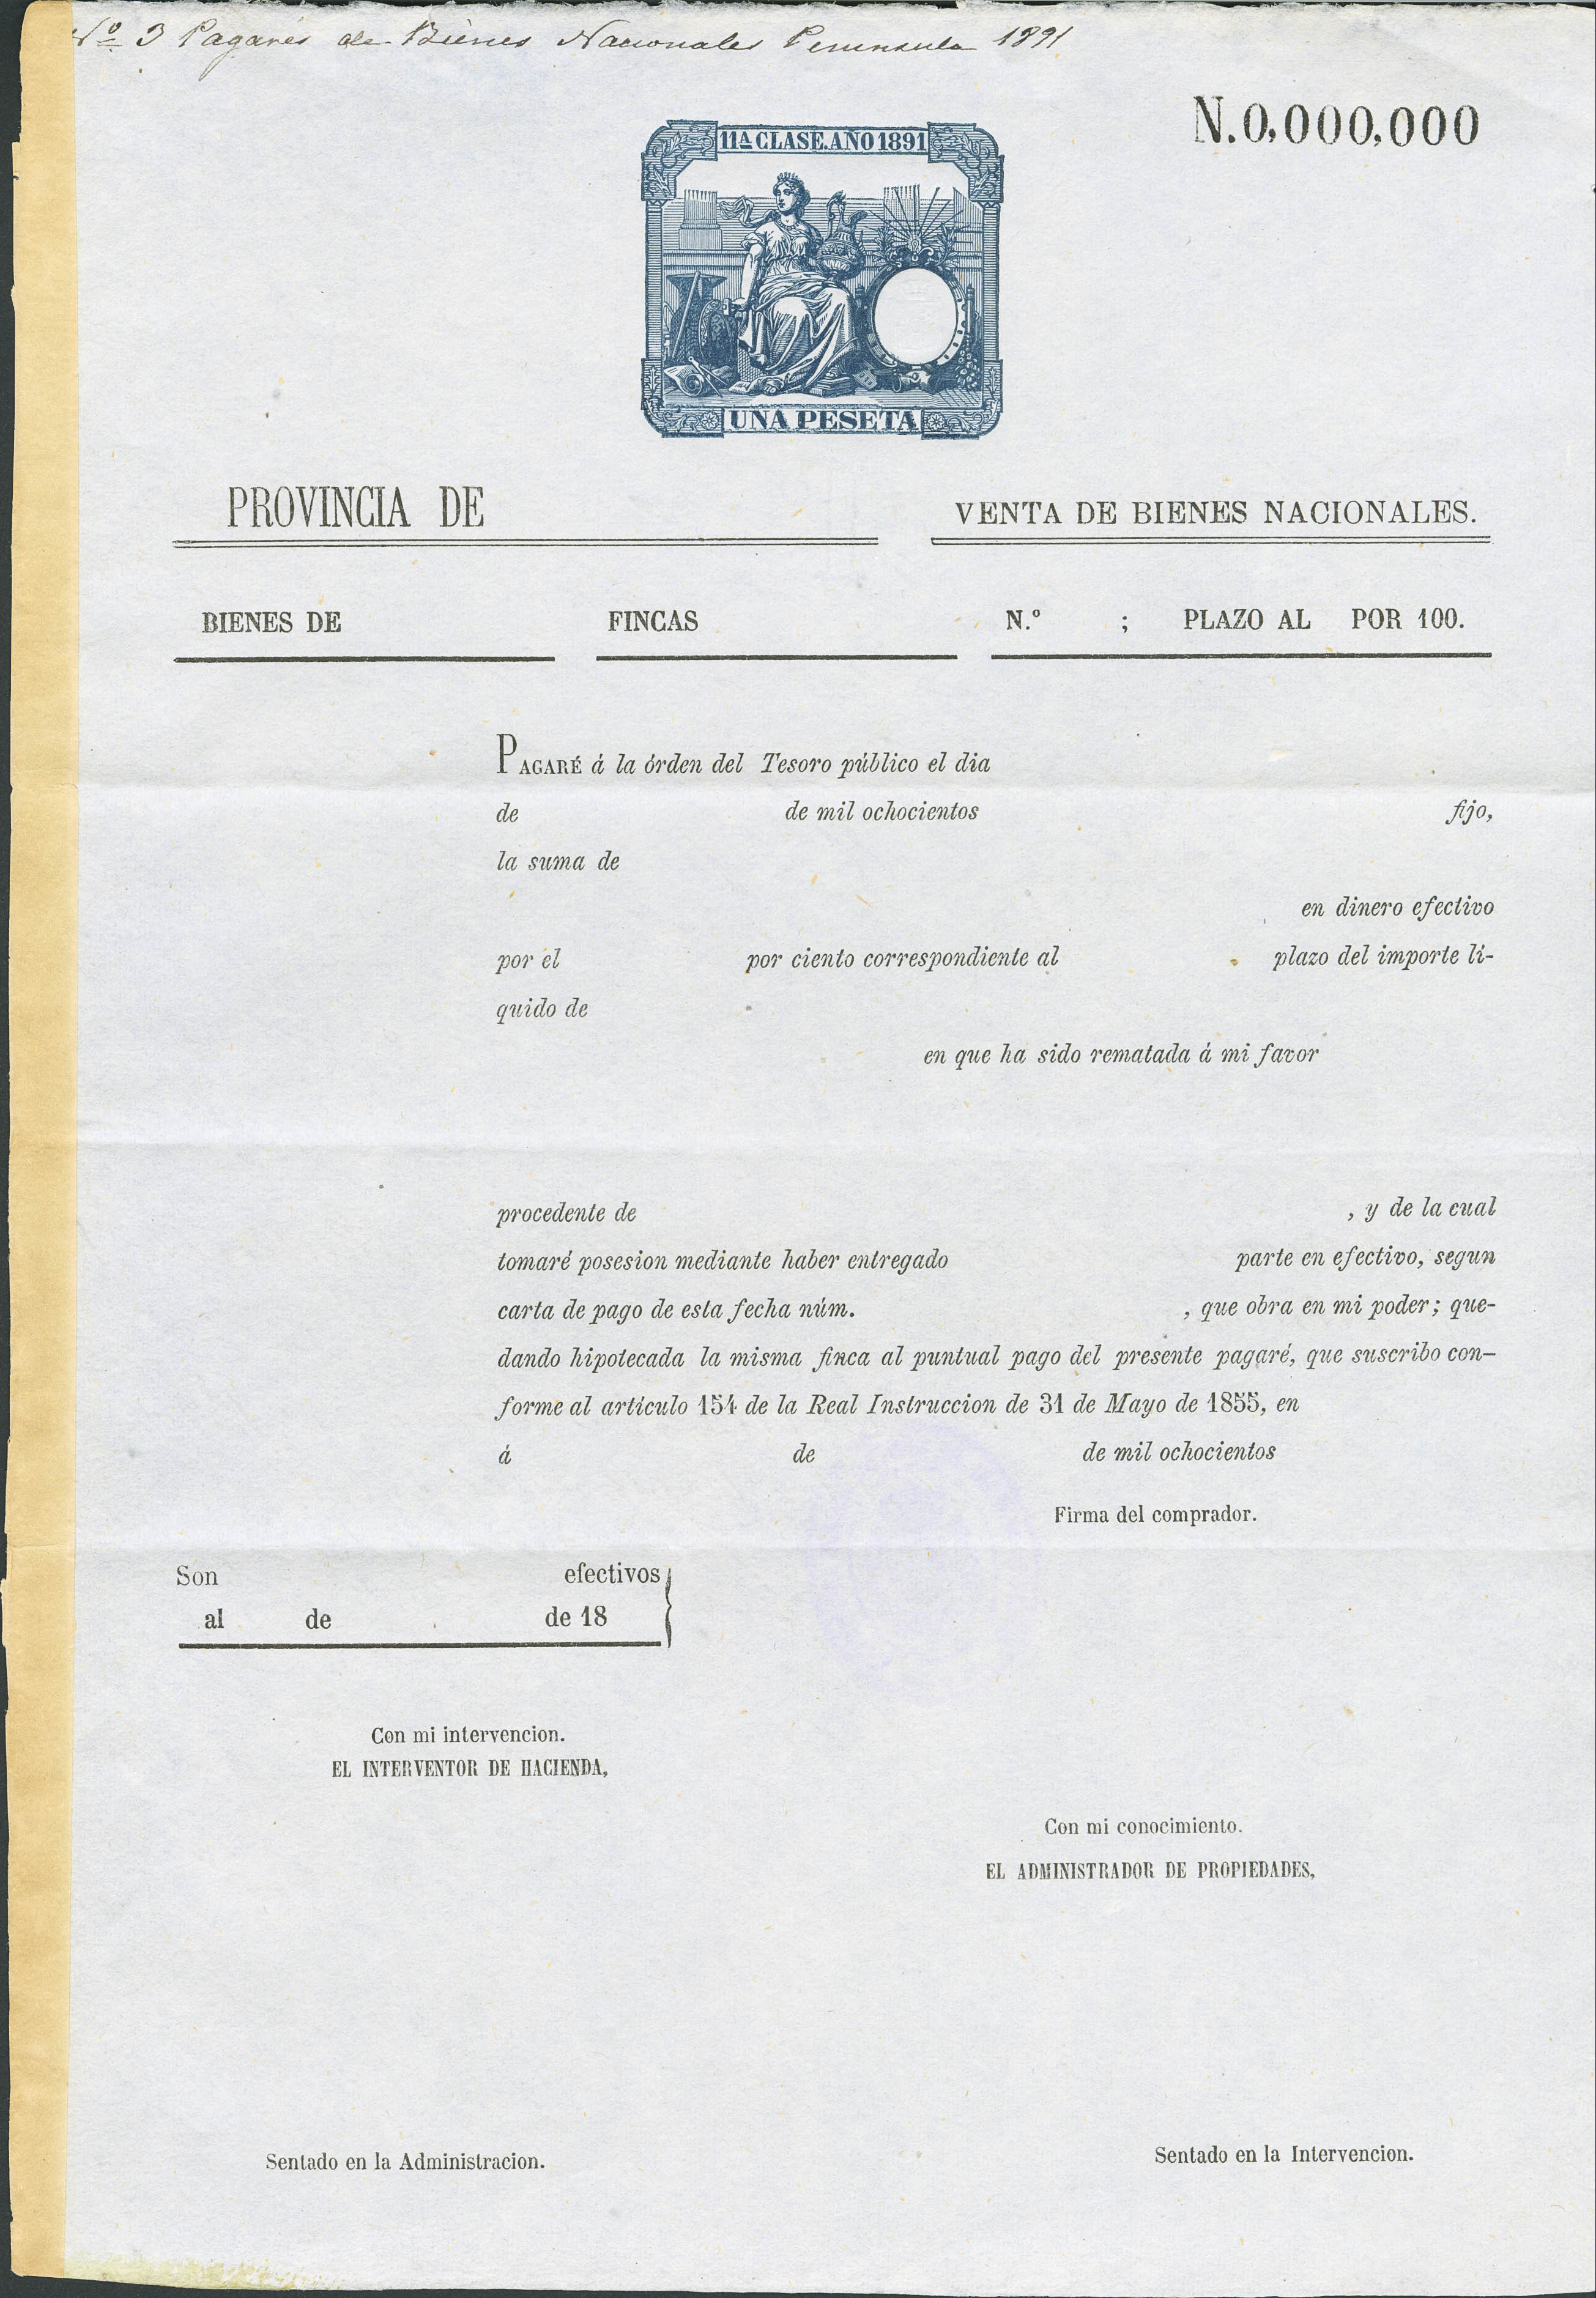 Nº 3 Pagarés de Bienes Nacionales Peninsula 1891
N.0,000,000
11A CLASE.AÑO 1891
UNA PESETA
PROVINCIA DE
VENTA DE BIENES NACIONALES.
BIENES DE FINCAS N.º ; PLAZO AL POR 100.
PAGARÉ á la órden del Tesoro público el dia
de de mil ochocientos fijo,
la suma de
en dinero efectivo
por el por ciento correspondiente al plazo del importe lí-
quido de
en que ha sido rematada á mi favor
procedente de , y de la cual
tomaré posesion mediante haber entregado parte en efectivo, segun
carta de pago de esta fecha núm. , que obra en mi poder; que-
dando hipotecada la misma finca al puntual pago del presente pagaré, que suscribo con-
forme al artículo 154 de la Real Instruccion de 31 de Mayo de 1855, en
á de de mil ochocientos
Firma del comprador.
Son efectivos
al de de 18
Con mi intervencion.
EL INTERVENTOR DE HACIENDA,
Con mi conocimiento.
EL ADMINISTRADOR DE PROPIEDADES,
Sentado en la Administracion.
Sentado en la Intervencion.